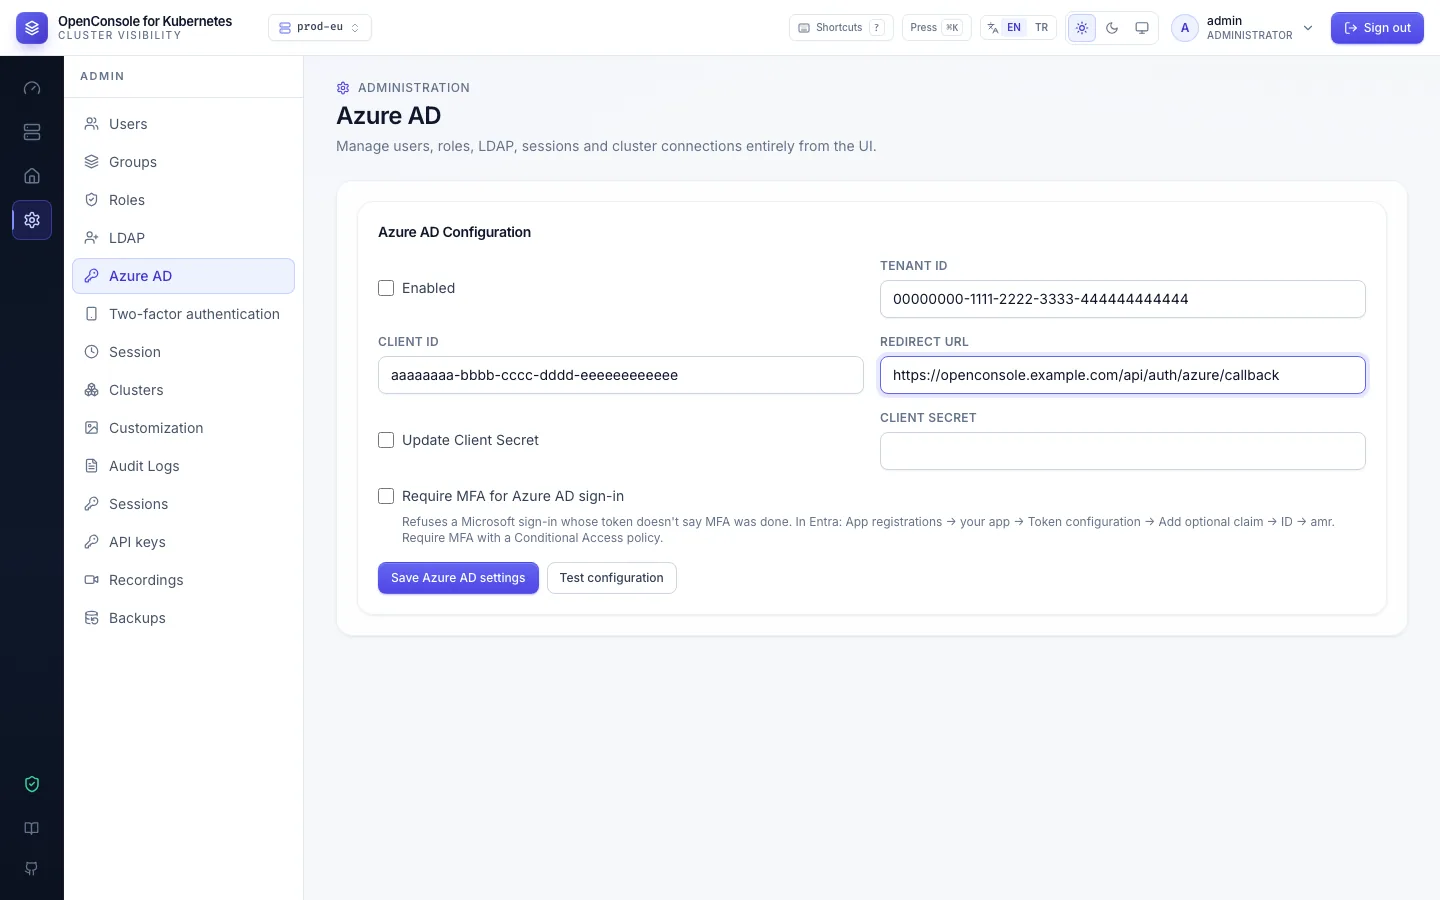 OpenConsole for Kubernetes
CLUSTER VISIBILITY
prod-eu
Shortcuts ?
Press ⌘K
EN TR
A
admin
ADMINISTRATOR
Sign out
ADMIN
Users
Groups
Roles
LDAP
Azure AD
Two-factor authentication
Session
Clusters
Customization
Audit Logs
Sessions
API keys
Recordings
Backups
ADMINISTRATION
Azure AD
Manage users, roles, LDAP, sessions and cluster connections entirely from the UI.
Azure AD Configuration
Enabled
TENANT ID
00000000-1111-2222-3333-444444444444
CLIENT ID
aaaaaaaa-bbbb-cccc-dddd-eeeeeeeeeeee
REDIRECT URL
https://openconsole.example.com/api/auth/azure/callback
Update Client Secret
CLIENT SECRET
Require MFA for Azure AD sign-in
Refuses a Microsoft sign-in whose token doesn't say MFA was done. In Entra: App registrations → your app → Token configuration → Add optional claim → ID → amr.
Require MFA with a Conditional Access policy.
Save Azure AD settings
Test configuration